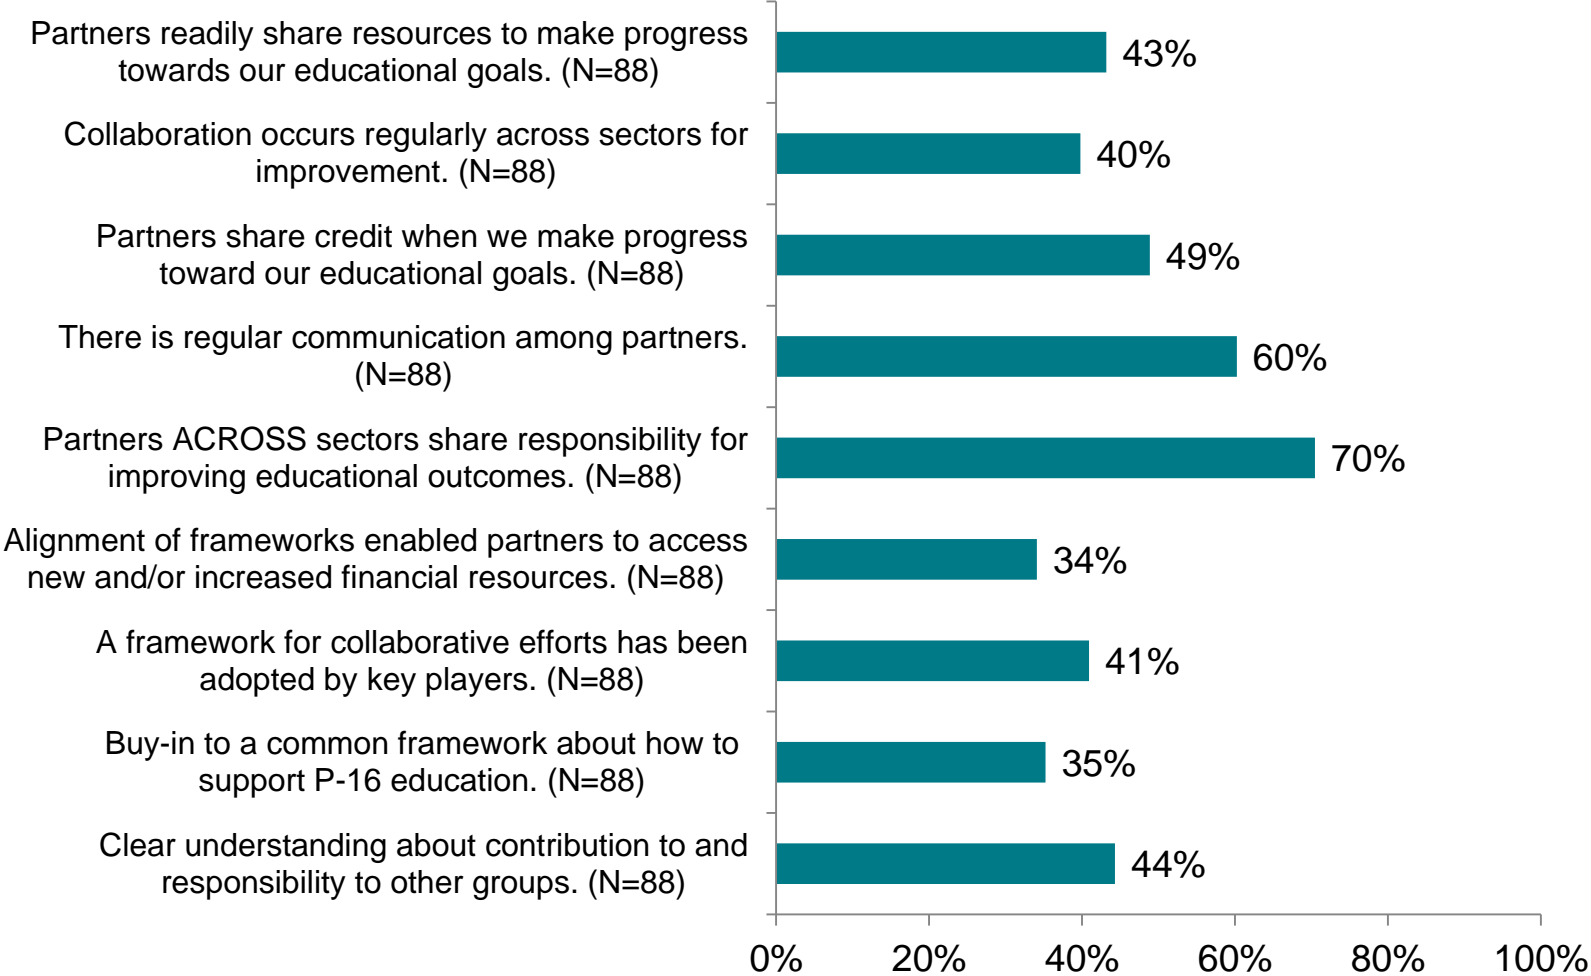 Partners readily share resources to make progress
towards our educational goals. (N=88)
43%
Collaboration occurs regularly across sectors for
improvement. (N=88)
40%
Partners share credit when we make progress
toward our educational goals. (N=88)
49%
There is regular communication among partners.
(N=88)
60%
Partners ACROSS sectors share responsibility for
improving educational outcomes. (N=88)
70%
Alignment of frameworks enabled partners to access
new and/or increased financial resources. (N=88)
34%
A framework for collaborative efforts has been
adopted by key players. (N=88)
41%
Buy-in to a common framework about how to
support P-16 education. (N=88)
35%
Clear understanding about contribution to and
responsibility to other groups. (N=88)
44%
0% 20% 40% 60% 80% 100%